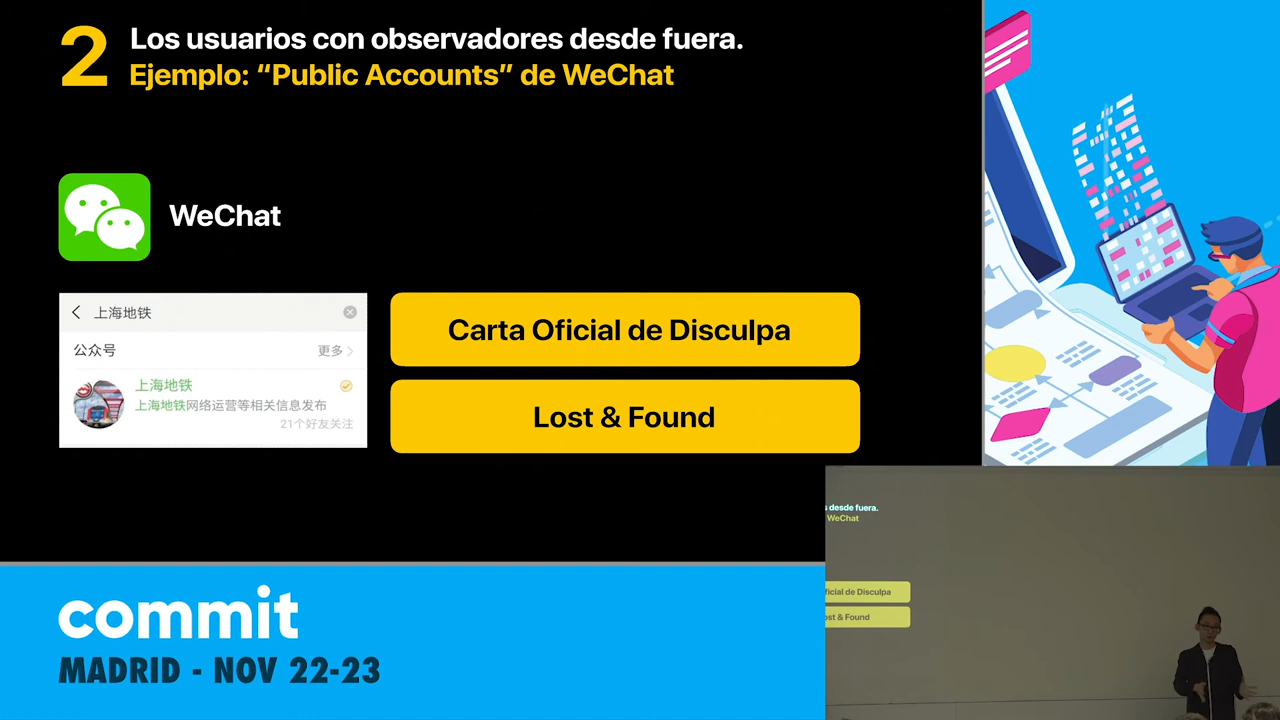 2
Los usuarios con observadores desde fuera.
Ejemplo: “Public Accounts” de WeChat
WeChat
上海地铁
公众号
更多
上海地铁
上海地铁网络运营等相关信息发布
21个好友关注
Carta Oficial de Disculpa
Lost & Found
desde fuera.
WeChat
ficial de Disculpa
st & Found
commit
MADRID - NOV 22-23